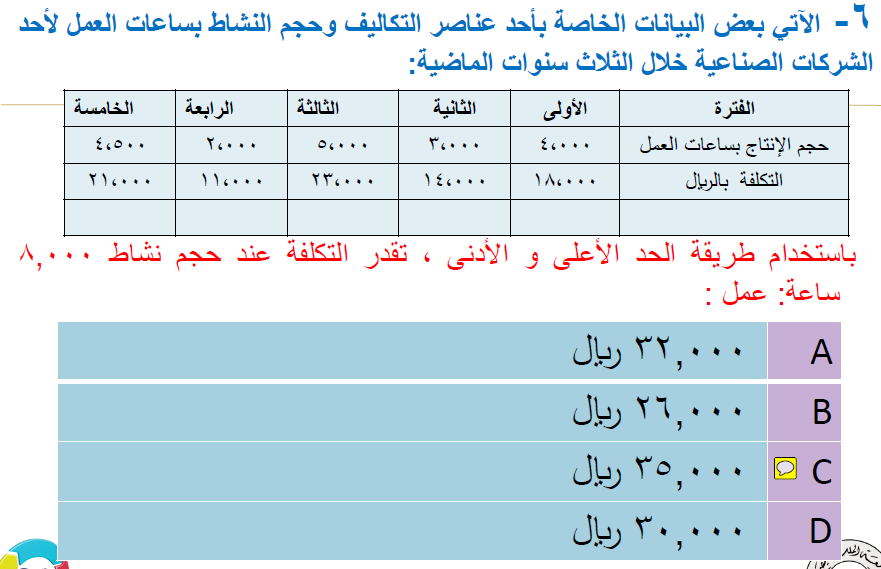 ٦- الآتي بعض البيانات الخاصة بأحد عناصر التكاليف وحجم النشاط بساعات العمل لأحد
الشركات الصناعية خلال الثلاث سنوات الماضية:
الفترة الأولى الثانية الثالثة الرابعة الخامسة
حجم الإنتاج بساعات العمل ٤،٠٠٠ ٣،٠٠٠ ٥،٠٠٠ ٢،٠٠٠ ٤،٥٠٠
التكلفة بالريال ١٨،٠٠٠ ١٤،٠٠٠ ٢٣،٠٠٠ ١١،٠٠٠ ٢١،٠٠٠
باستخدام طريقة الحد الأعلى و الأدنى ، تقدر التكلفة عند حجم نشاط ٨,٠٠٠
ساعة: عمل :
A ٣٢,٠٠٠ ريال
B ٢٦,٠٠٠ ريال
C ٣٥,٠٠٠ ريال
D ٣٠,٠٠٠ ريال